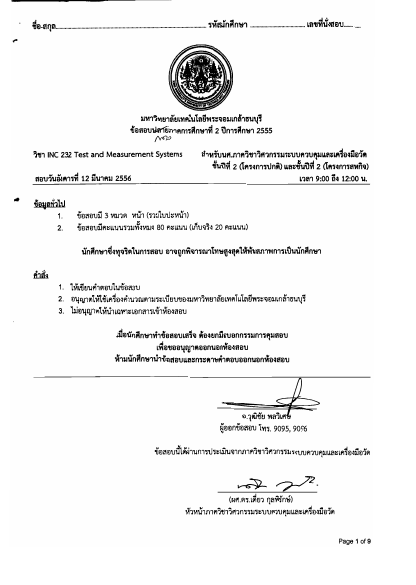 ชื่อ-สกุล................ รหัสนักศึกษา ................ เลขที่นั่งสอบ................
มหาวิทยาลัยเทคโนโลยีพระจอมเกล้าธนบุรี
ข้อสอบปลายภาคการศึกษาที่ 2 ปีการศึกษา 2555
วิชา INC 232 Test and Measurement Systems สำหรับนศ.ภาควิชาวิศวกรรมระบบควบคุมและเครื่องมือวัด
ชั้นปีที่ 2 (โครงการปกติ) และชั้นปีที่ 2 (โครงการสหกิจ)
สอบวันอังคารที่ 12 มีนาคม 2556 เวลา 9:00 ถึง 12:00 น.
ข้อมูลทั่วไป
1. ข้อสอบมี 3 หมวด หน้า (รวมใบปะหน้า)
2. ข้อสอบมีคะแนนรวมทั้งหมด 80 คะแนน (เก็บจริง 20 คะแนน)
นักศึกษาซึ่งทุจริตในการสอบ อาจถูกพิจารณาโทษสูงสุดให้พ้นสภาพการเป็นนักศึกษา
คำสั่ง
1. ให้เขียนคำตอบในข้อสอบ
2. อนุญาตให้ใช้เครื่องคำนวณตามระเบียบของมหาวิทยาลัยเทคโนโลยีพระจอมเกล้าธนบุรี
3. ไม่อนุญาตให้นำเฉพาะเอกสารเข้าห้องสอบ
เมื่อนักศึกษาทำข้อสอบเสร็จ ต้องยกมือบอกกรรมการคุมสอบ
เพื่อขออนุญาตออกนอกห้องสอบ
ห้ามนักศึกษานำข้อสอบและกระดาษคำตอบออกนอกห้องสอบ
อ.วุฒิชัย พลวิเศษ
ผู้ออกข้อสอบ โทร. 9095, 9096
ข้อสอบนี้ได้ผ่านการประเมินจากภาควิชาวิศวกรรมระบบควบคุมและเครื่องมือวัด
(ผศ.ดร.เดี่ยว กุลพิรักษ์)
หัวหน้าภาควิชาวิศวกรรมระบบควบคุมและเครื่องมือวัด
Page 1 of 9